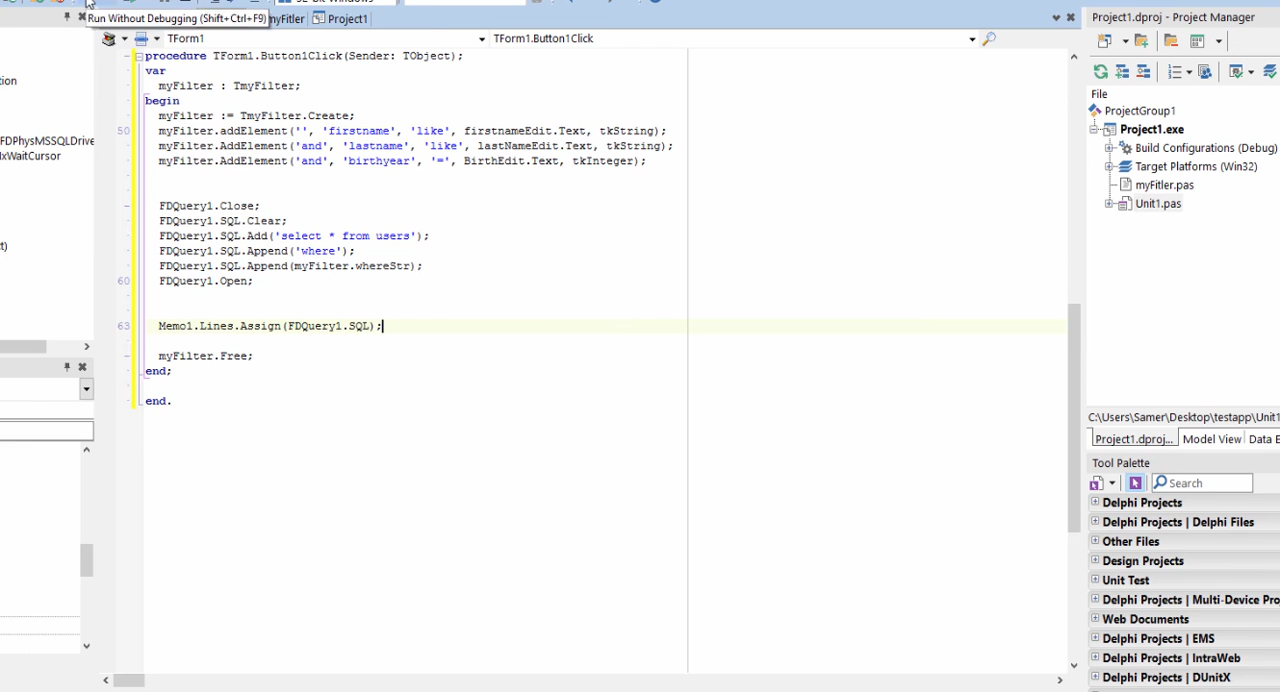 32-Bit Windows
Run Without Debugging (Shift+Ctrl+F9)
myFitler
Project1
TForm1
TForm1.Button1Click
ction
FDPhysMSSQLDrive
ixWaitCursor
ct)
procedure TForm1.Button1Click(Sender: TObject);
var
myFilter : TmyFilter;
begin
myFilter := TmyFilter.Create;
50 myFilter.addElement('', 'firstname', 'like', firstnameEdit.Text, tkString);
myFilter.AddElement('and', 'lastname', 'like', lastNameEdit.Text, tkString);
myFilter.AddElement('and', 'birthyear', '=', BirthEdit.Text, tkInteger);
FDQuery1.Close;
FDQuery1.SQL.Clear;
FDQuery1.SQL.Add('select * from users');
FDQuery1.SQL.Append('where');
FDQuery1.SQL.Append(myFilter.whereStr);
60 FDQuery1.Open;
63 Memo1.Lines.Assign(FDQuery1.SQL);
myFilter.Free;
end;
end.
Project1.dproj - Project Manager
File
ProjectGroup1
Project1.exe
Build Configurations (Debug)
Target Platforms (Win32)
myFitler.pas
Unit1.pas
C:\Users\Samer\Desktop\testapp\Unit1
Project1.dproj... Model View Data E
Tool Palette
Search
Delphi Projects
Delphi Projects | Delphi Files
Other Files
Design Projects
Unit Test
Delphi Projects | Multi-Device Pro
Web Documents
Delphi Projects | EMS
Delphi Projects | IntraWeb
Delphi Projects | DUnitX